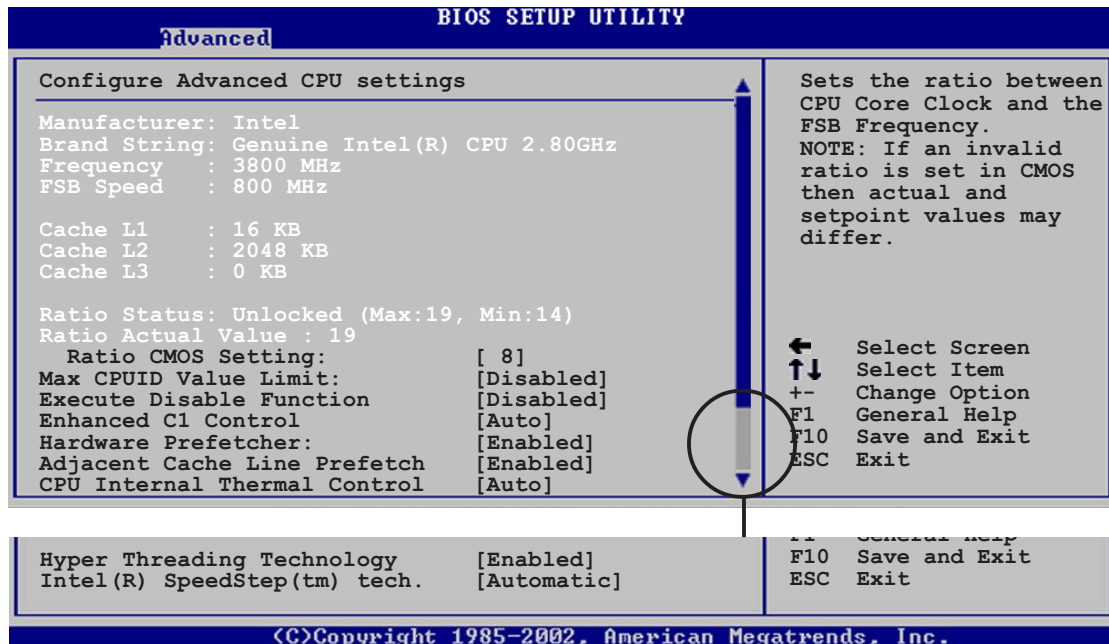 BIOS SETUP UTILITY
Advanced
Configure Advanced CPU settings
Manufacturer: Intel
Brand String: Genuine Intel(R) CPU 2.80GHz
Frequency : 3800 MHz
FSB Speed : 800 MHz
Cache L1 : 16 KB
Cache L2 : 2048 KB
Cache L3 : 0 KB
Ratio Status: Unlocked (Max:19, Min:14)
Ratio Actual Value : 19
Ratio CMOS Setting: [ 8]
Max CPUID Value Limit: [Disabled]
Execute Disable Function [Disabled]
Enhanced C1 Control [Auto]
Hardware Prefetcher: [Enabled]
Adjacent Cache Line Prefetch [Enabled]
CPU Internal Thermal Control [Auto]
Sets the ratio between
CPU Core Clock and the
FSB Frequency.
NOTE: If an invalid
ratio is set in CMOS
then actual and
setpoint values may
differ.
← Select Screen
↑↓ Select Item
+- Change Option
F1 General Help
F10 Save and Exit
ESC Exit
Hyper Threading Technology [Enabled]
Intel(R) SpeedStep(tm) tech. [Automatic]
F1 General Help
F10 Save and Exit
ESC Exit
(C)Copyright 1985-2002, American Megatrends, Inc.